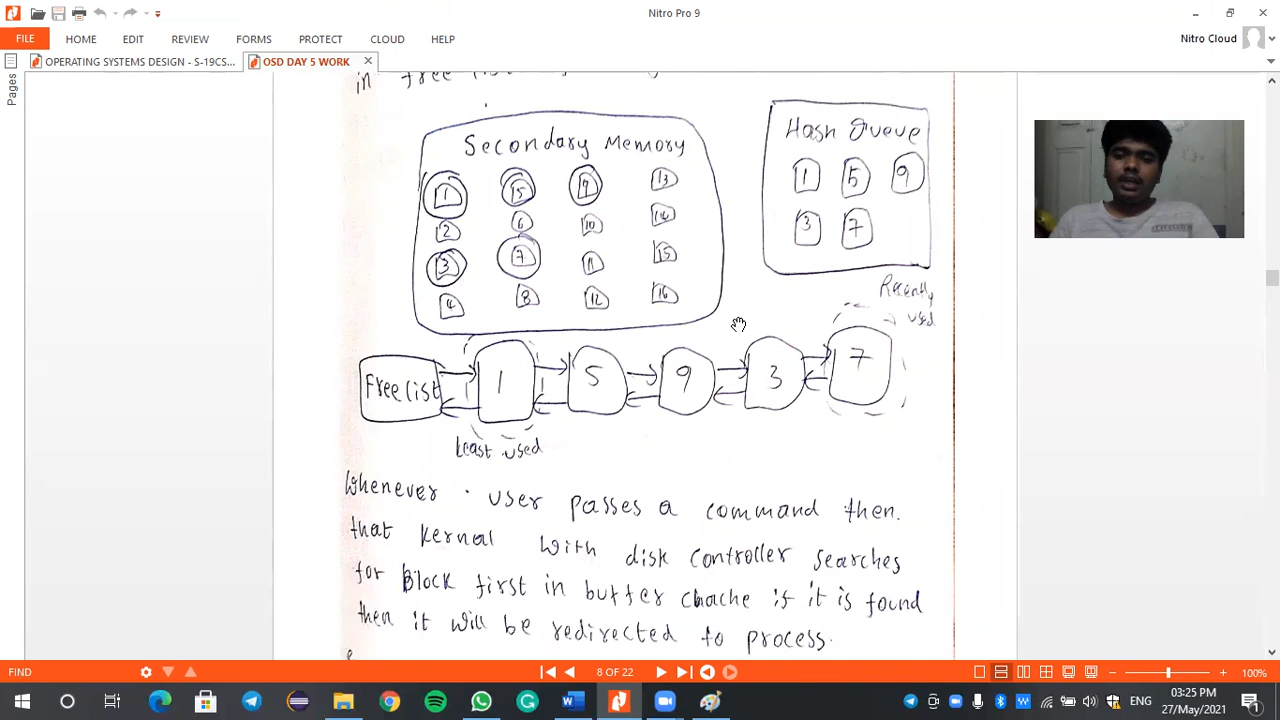 Nitro Pro 9
FILE HOME EDIT REVIEW FORMS PROTECT CLOUD HELP Nitro Cloud
OPERATING SYSTEMS DESIGN - S-19CS... OSD DAY 5 WORK
Pages
in free
Secondary Memory
1 5 9 13
2 6 10 14
3 7 11 15
4 8 12 16
Hash Queue
1 5 9
3 7
Recently
used
Free list 1 5 9 3 7
Least used
Whenever user passes a command then.
that kernal with disk controller searches
for Block first in buffer chache if it is found
then it will be redirected to process.
FIND 8 OF 22 100%
ENG 03:25 PM
27/May/2021